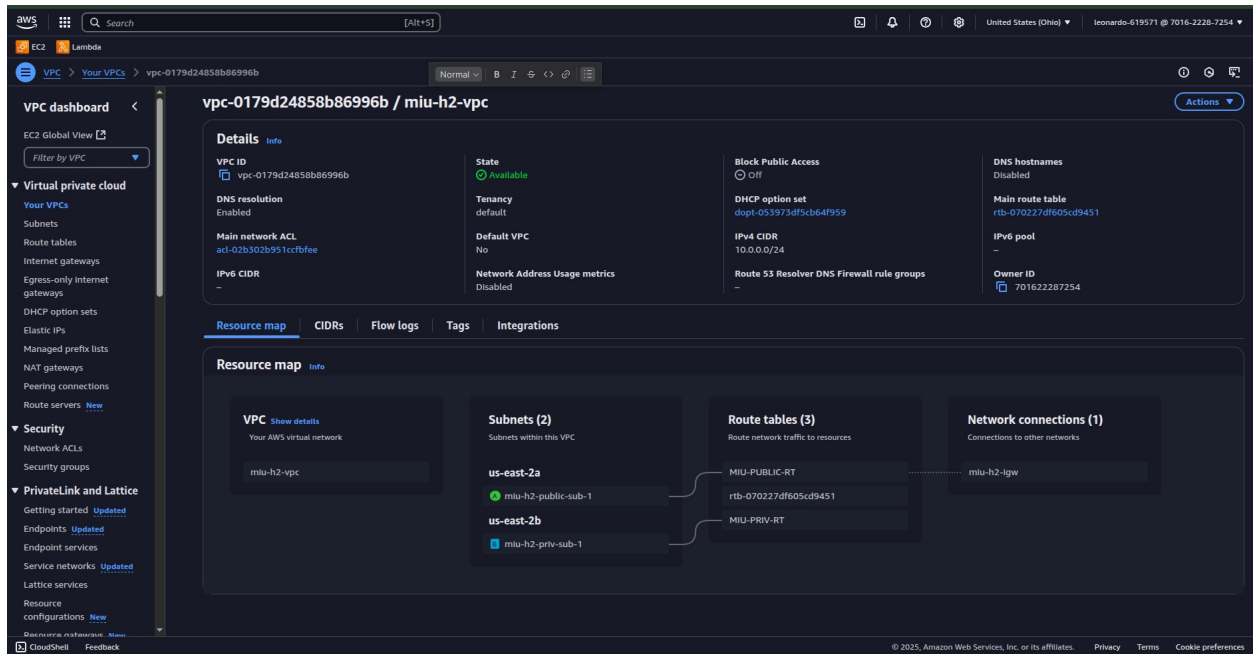 aws
Search [Alt+S]
United States (Ohio) ▼
leonardo-619571 @ 7016-2228-7254 ▼
EC2
Lambda
VPC > Your VPCs > vpc-0179d24858b86996b
Normal B I S <>
VPC dashboard <
EC2 Global View
Filter by VPC ▼
▼ Virtual private cloud
Your VPCs
Subnets
Route tables
Internet gateways
Egress-only internet
gateways
DHCP option sets
Elastic IPs
Managed prefix lists
NAT gateways
Peering connections
Route servers New
▼ Security
Network ACLs
Security groups
▼ PrivateLink and Lattice
Getting started Updated
Endpoints Updated
Endpoint services
Service networks Updated
Lattice services
Resource
configurations New
Resource gateways New
vpc-0179d24858b86996b / miu-h2-vpc
Actions ▼
Details Info
VPC ID
vpc-0179d24858b86996b
State
Available
Block Public Access
Off
DNS hostnames
Disabled
DNS resolution
Enabled
Tenancy
default
DHCP option set
dopt-053973df5cb64f959
Main route table
rtb-070227df605cd9451
Main network ACL
acl-02b302b951ccfbfee
Default VPC
No
IPv4 CIDR
10.0.0.0/24
IPv6 pool
–
IPv6 CIDR
–
Network Address Usage metrics
Disabled
Route 53 Resolver DNS Firewall rule groups
–
Owner ID
701622287254
Resource map
CIDRs
Flow logs
Tags
Integrations
Resource map Info
VPC Show details
Your AWS virtual network
miu-h2-vpc
Subnets (2)
Subnets within this VPC
us-east-2a
A miu-h2-public-sub-1
us-east-2b
B miu-h2-priv-sub-1
Route tables (3)
Route network traffic to resources
MIU-PUBLIC-RT
rtb-070227df605cd9451
MIU-PRIV-RT
Network connections (1)
Connections to other networks
miu-h2-igw
CloudShell Feedback
© 2025, Amazon Web Services, Inc. or its affiliates. Privacy Terms Cookie preferences